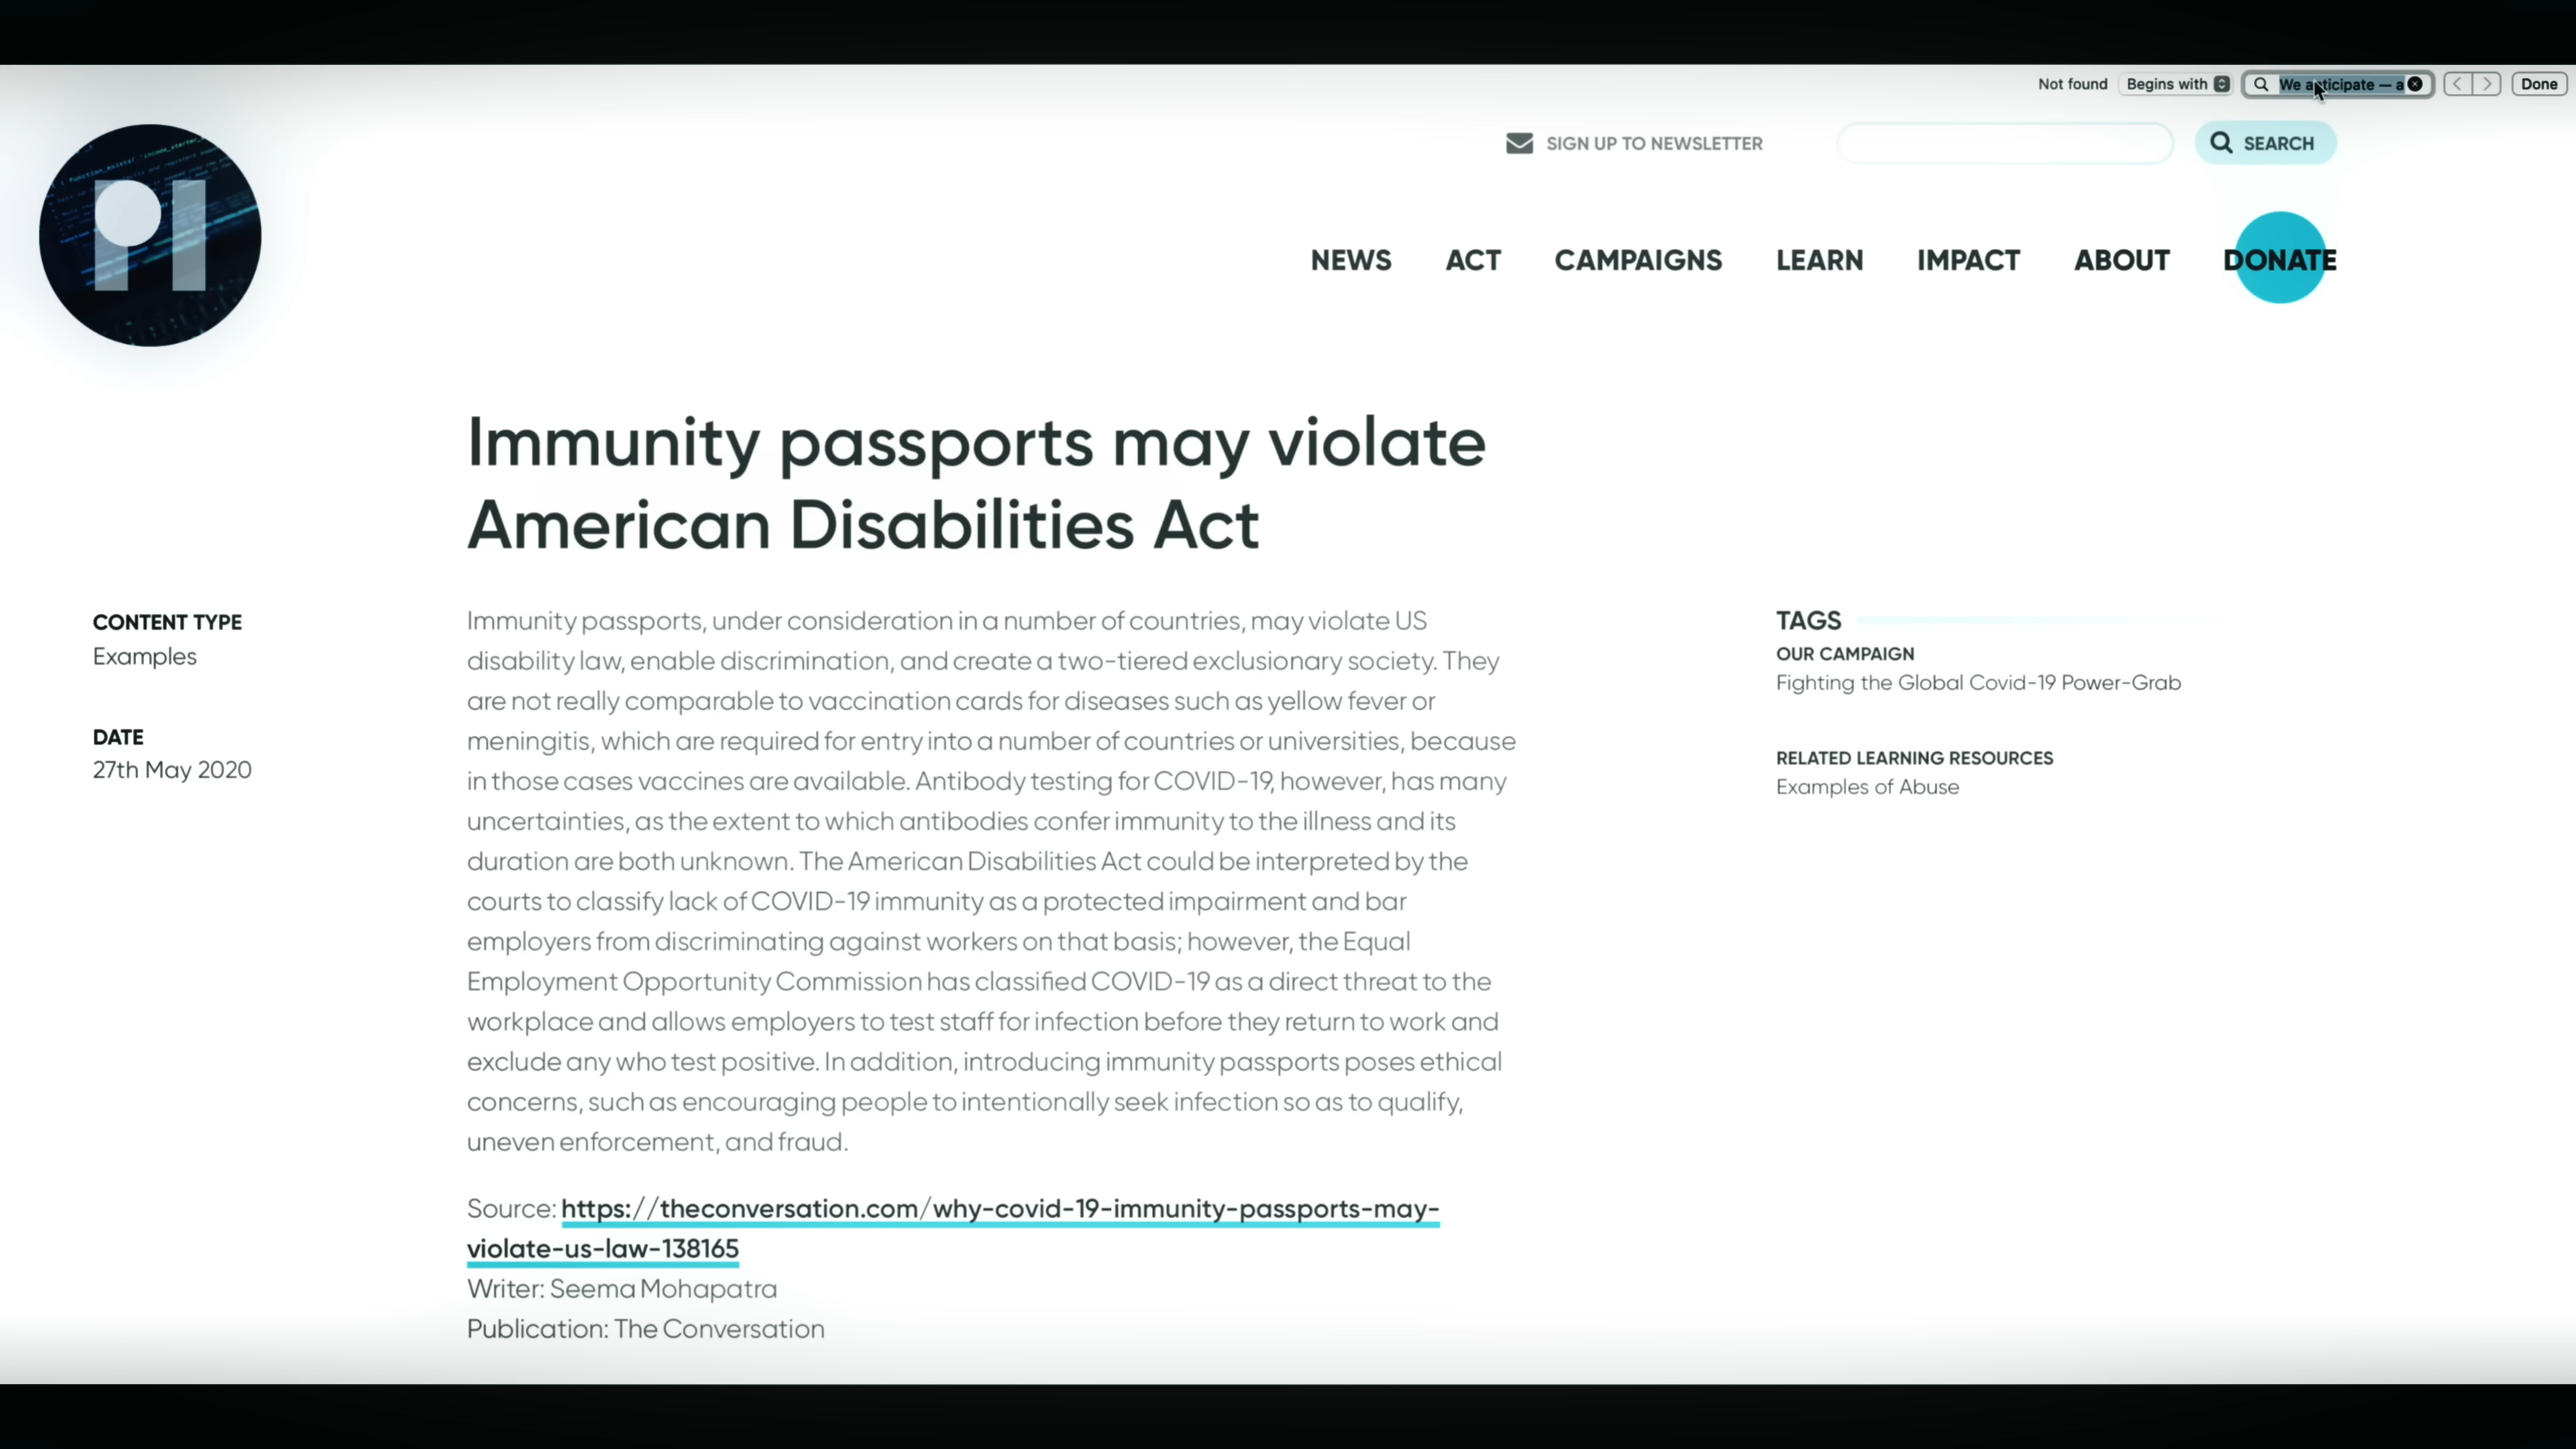 Not found Begins with We anticipate — a Done
SIGN UP TO NEWSLETTER SEARCH
PI
NEWS ACT CAMPAIGNS LEARN IMPACT ABOUT DONATE
Immunity passports may violate
American Disabilities Act
CONTENT TYPE
Examples
DATE
27th May 2020
Immunity passports, under consideration in a number of countries, may violate US
disability law, enable discrimination, and create a two-tiered exclusionary society. They
are not really comparable to vaccination cards for diseases such as yellow fever or
meningitis, which are required for entry into a number of countries or universities, because
in those cases vaccines are available. Antibody testing for COVID-19, however, has many
uncertainties, as the extent to which antibodies confer immunity to the illness and its
duration are both unknown. The American Disabilities Act could be interpreted by the
courts to classify lack of COVID-19 immunity as a protected impairment and bar
employers from discriminating against workers on that basis; however, the Equal
Employment Opportunity Commission has classified COVID-19 as a direct threat to the
workplace and allows employers to test staff for infection before they return to work and
exclude any who test positive. In addition, introducing immunity passports poses ethical
concerns, such as encouraging people to intentionally seek infection so as to qualify,
uneven enforcement, and fraud.
Source: https://theconversation.com/why-covid-19-immunity-passports-may-
violate-us-law-138165
Writer: Seema Mohapatra
Publication: The Conversation
TAGS
OUR CAMPAIGN
Fighting the Global Covid-19 Power-Grab
RELATED LEARNING RESOURCES
Examples of Abuse